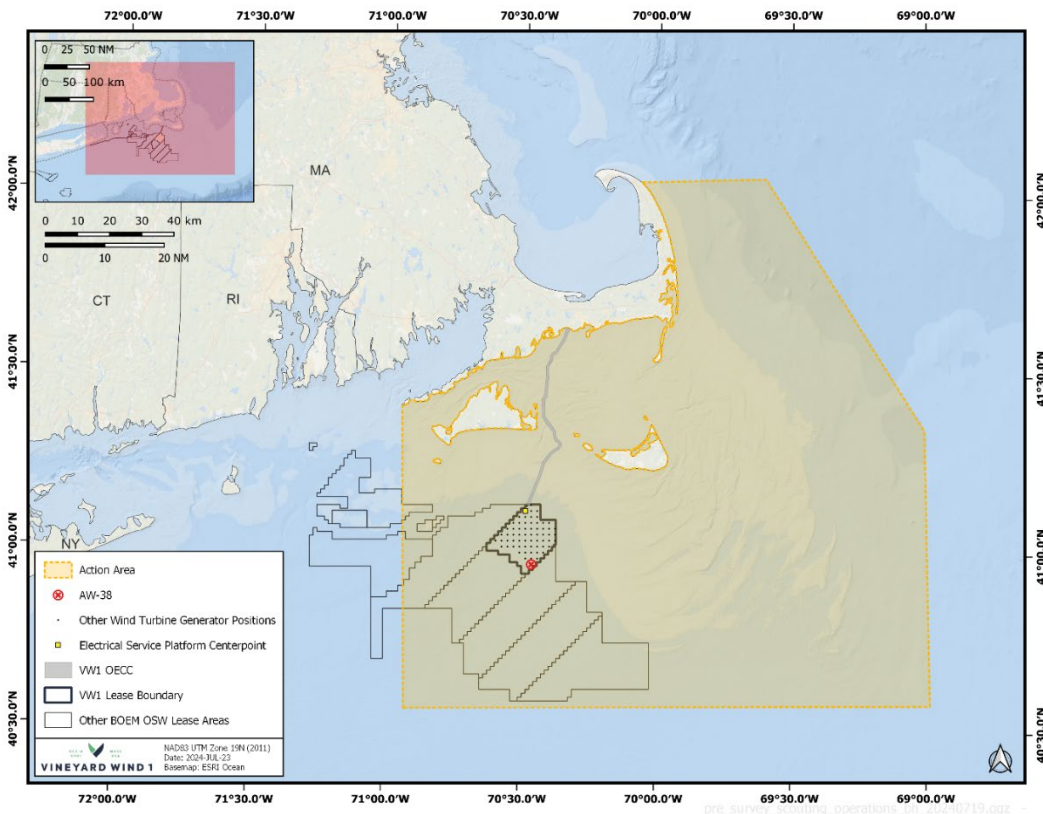 72°00.0'W 71°30.0'W 71°00.0'W 70°30.0'W 70°00.0'W 69°30.0'W 69°00.0'W
0 25 50 NM
0 50 100 km
MA
42°00.0'N
42°00.0'N
0 10 20 30 40 km
0 10 20 NM
CT
RI
41°30.0'N
41°30.0'N
NY
41°00.0'N
41°00.0'N
Action Area
AW-38
Other Wind Turbine Generator Positions
Electrical Service Platform Centerpoint
VW1 OECC
VW1 Lease Boundary
Other BOEM OSW Lease Areas
40°30.0'N
40°30.0'N
VINEYARD WIND 1
NAD83 UTM Zone 19N (2011)
Date: 2024-JUL-23
Basemap: ESRI Ocean
72°00.0'W 71°30.0'W 71°00.0'W 70°30.0'W 70°00.0'W 69°30.0'W 69°00.0'W
pre_survey_scouting_operations_bh_20240719.qgz